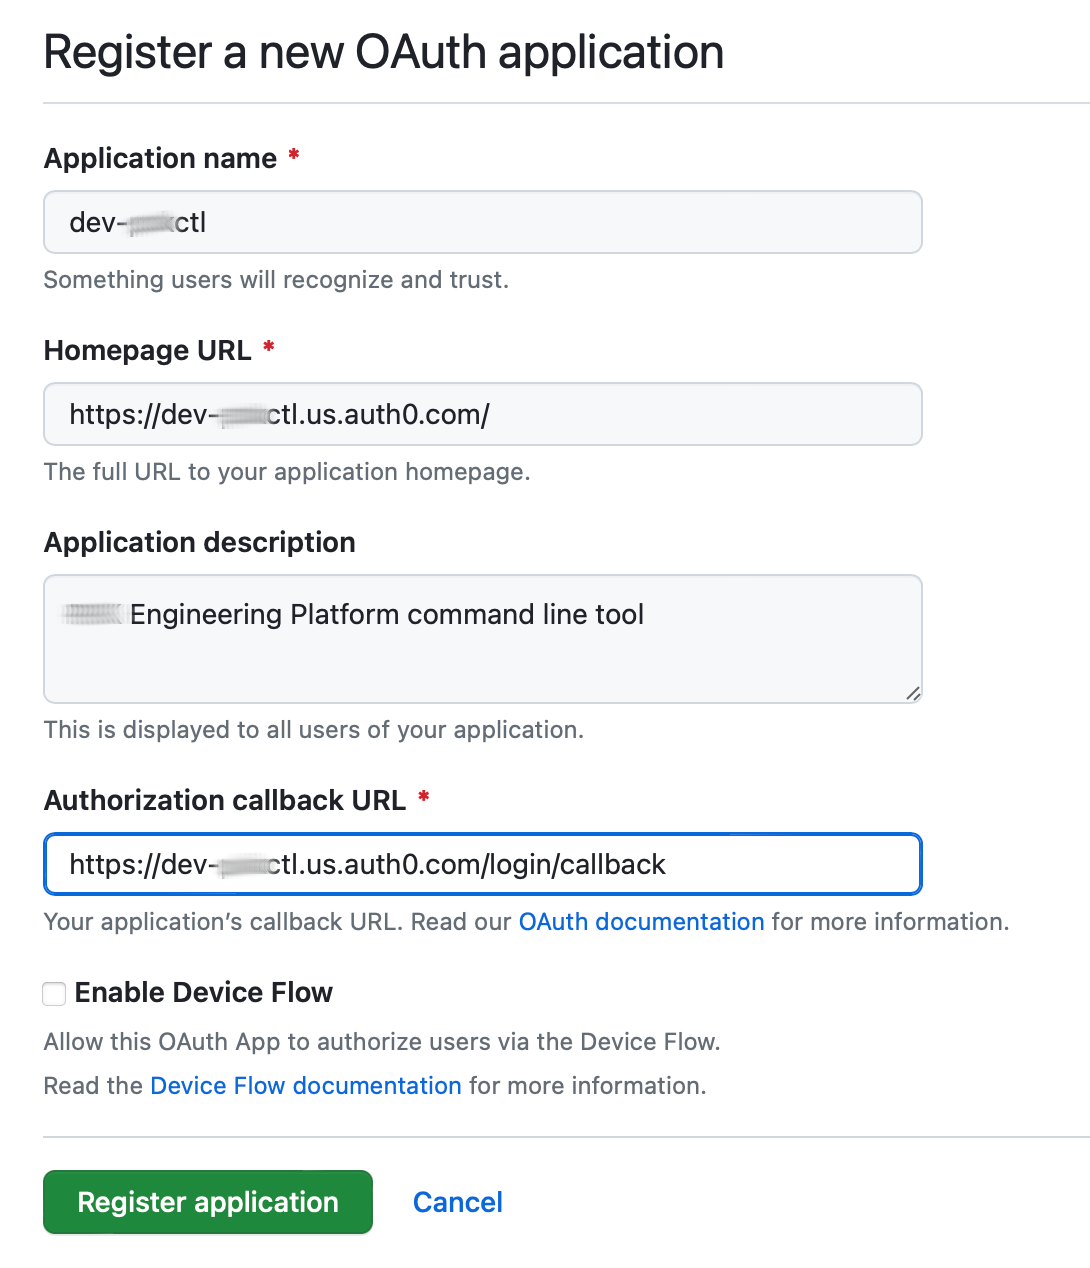 Register a new OAuth application
Application name *
dev-ctl
Something users will recognize and trust.
Homepage URL *
https://dev-ctl.us.auth0.com/
The full URL to your application homepage.
Application description
Engineering Platform command line tool
This is displayed to all users of your application.
Authorization callback URL *
https://dev-ctl.us.auth0.com/login/callback
Your application’s callback URL. Read our OAuth documentation for more information.
Enable Device Flow
Allow this OAuth App to authorize users via the Device Flow.
Read the Device Flow documentation for more information.
Register application Cancel